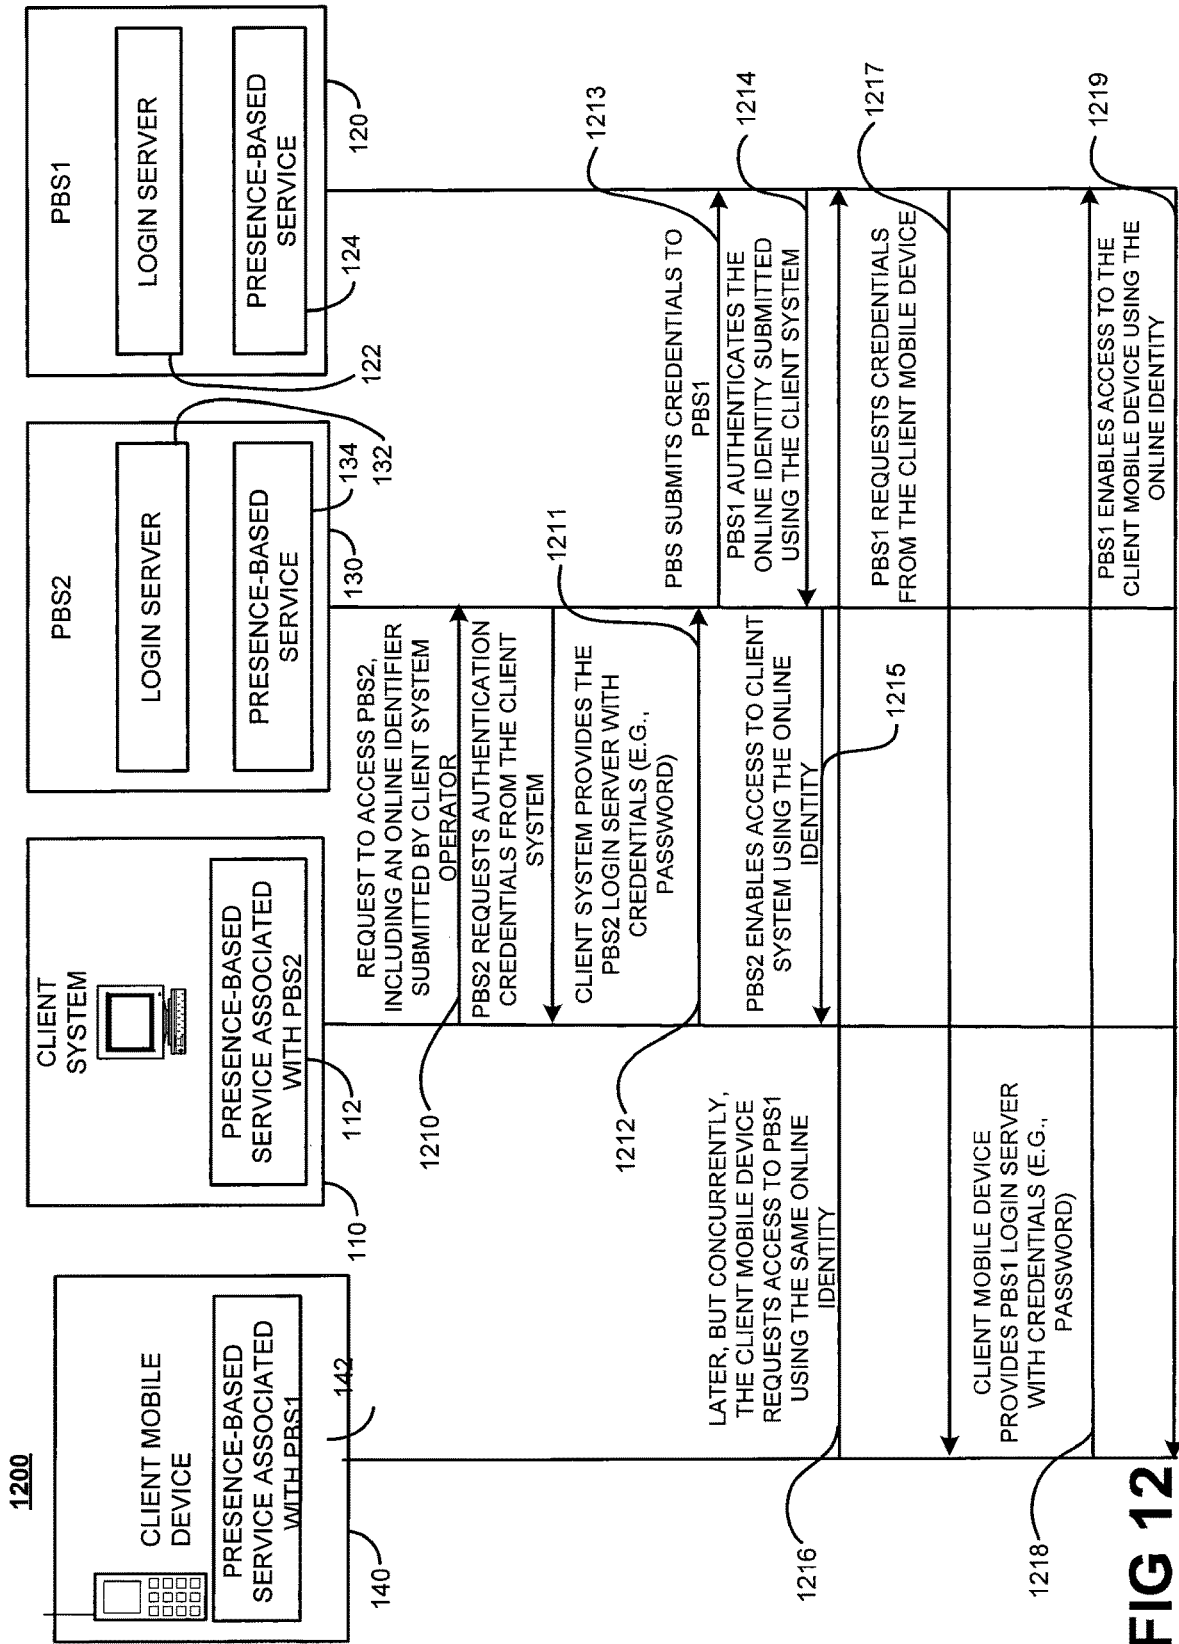 1200
CLIENT MOBILE
DEVICE
PRESENCE-BASED
SERVICE ASSOCIATED
WITH PBS1
142
140
CLIENT
SYSTEM
PRESENCE-BASED
SERVICE ASSOCIATED
WITH PBS2
112
110
PBS2
LOGIN SERVER
132
PRESENCE-BASED
SERVICE
134
130
PBS1
LOGIN SERVER
122
PRESENCE-BASED
SERVICE
124
120
REQUEST TO ACCESS PBS2,
INCLUDING AN ONLINE IDENTIFIER
SUBMITTED BY CLIENT SYSTEM
OPERATOR
1210
PBS2 REQUESTS AUTHENTICATION
CREDENTIALS FROM THE CLIENT
SYSTEM
1211
CLIENT SYSTEM PROVIDES THE
PBS2 LOGIN SERVER WITH
CREDENTIALS (E.G.,
PASSWORD)
1212
PBS SUBMITS CREDENTIALS TO
PBS1
1213
PBS1 AUTHENTICATES THE
ONLINE IDENTITY SUBMITTED
USING THE CLIENT SYSTEM
1214
PBS2 ENABLES ACCESS TO CLIENT
SYSTEM USING THE ONLINE
IDENTITY
1215
LATER, BUT CONCURRENTLY,
THE CLIENT MOBILE DEVICE
REQUESTS ACCESS TO PBS1
USING THE SAME ONLINE
IDENTITY
1216
PBS1 REQUESTS CREDENTIALS
FROM THE CLIENT MOBILE DEVICE
1217
CLIENT MOBILE DEVICE
PROVIDES PBS1 LOGIN SERVER
WITH CREDENTIALS (E.G.,
PASSWORD)
1218
PBS1 ENABLES ACCESS TO THE
CLIENT MOBILE DEVICE USING THE
ONLINE IDENTITY
1219
FIG 12